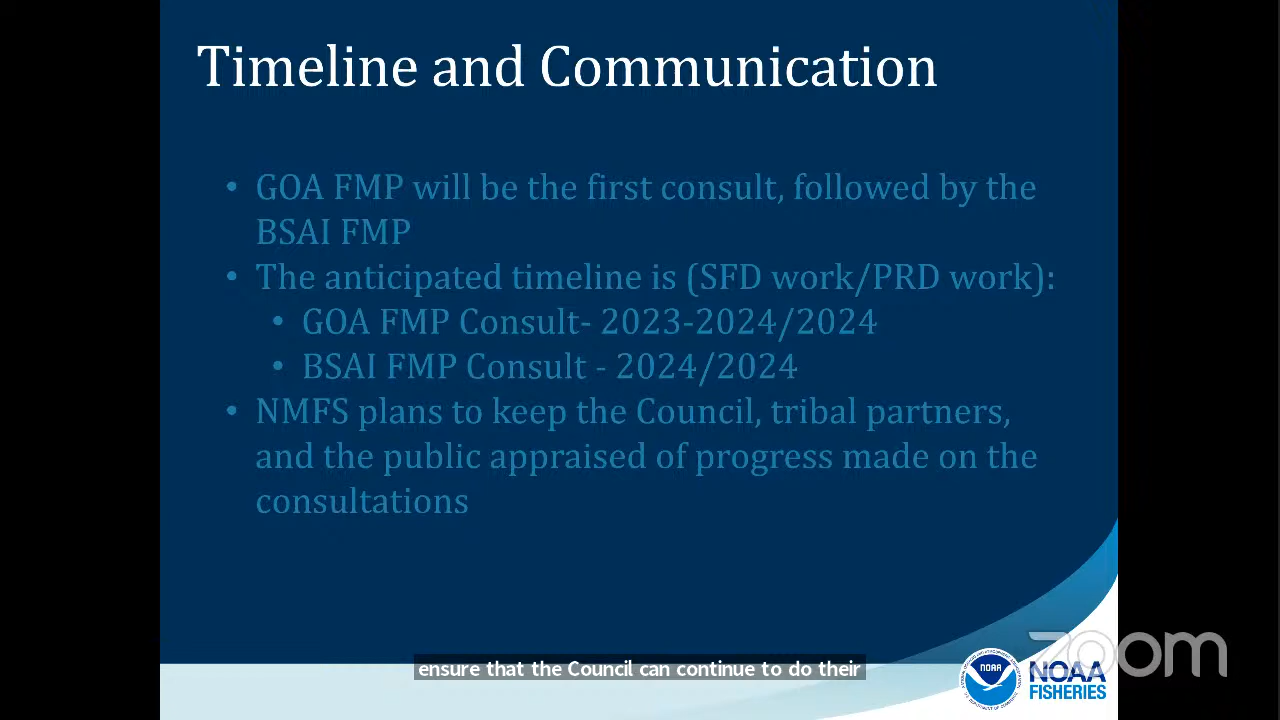 Timeline and Communication
• GOA FMP will be the first consult, followed by the
BSAI FMP
• The anticipated timeline is (SFD work/PRD work):
• GOA FMP Consult- 2023-2024/2024
• BSAI FMP Consult - 2024/2024
• NMFS plans to keep the Council, tribal partners,
and the public appraised of progress made on the
consultations
ensure that the Council can continue to do their
zoom
NOAA
NOAA
FISHERIES